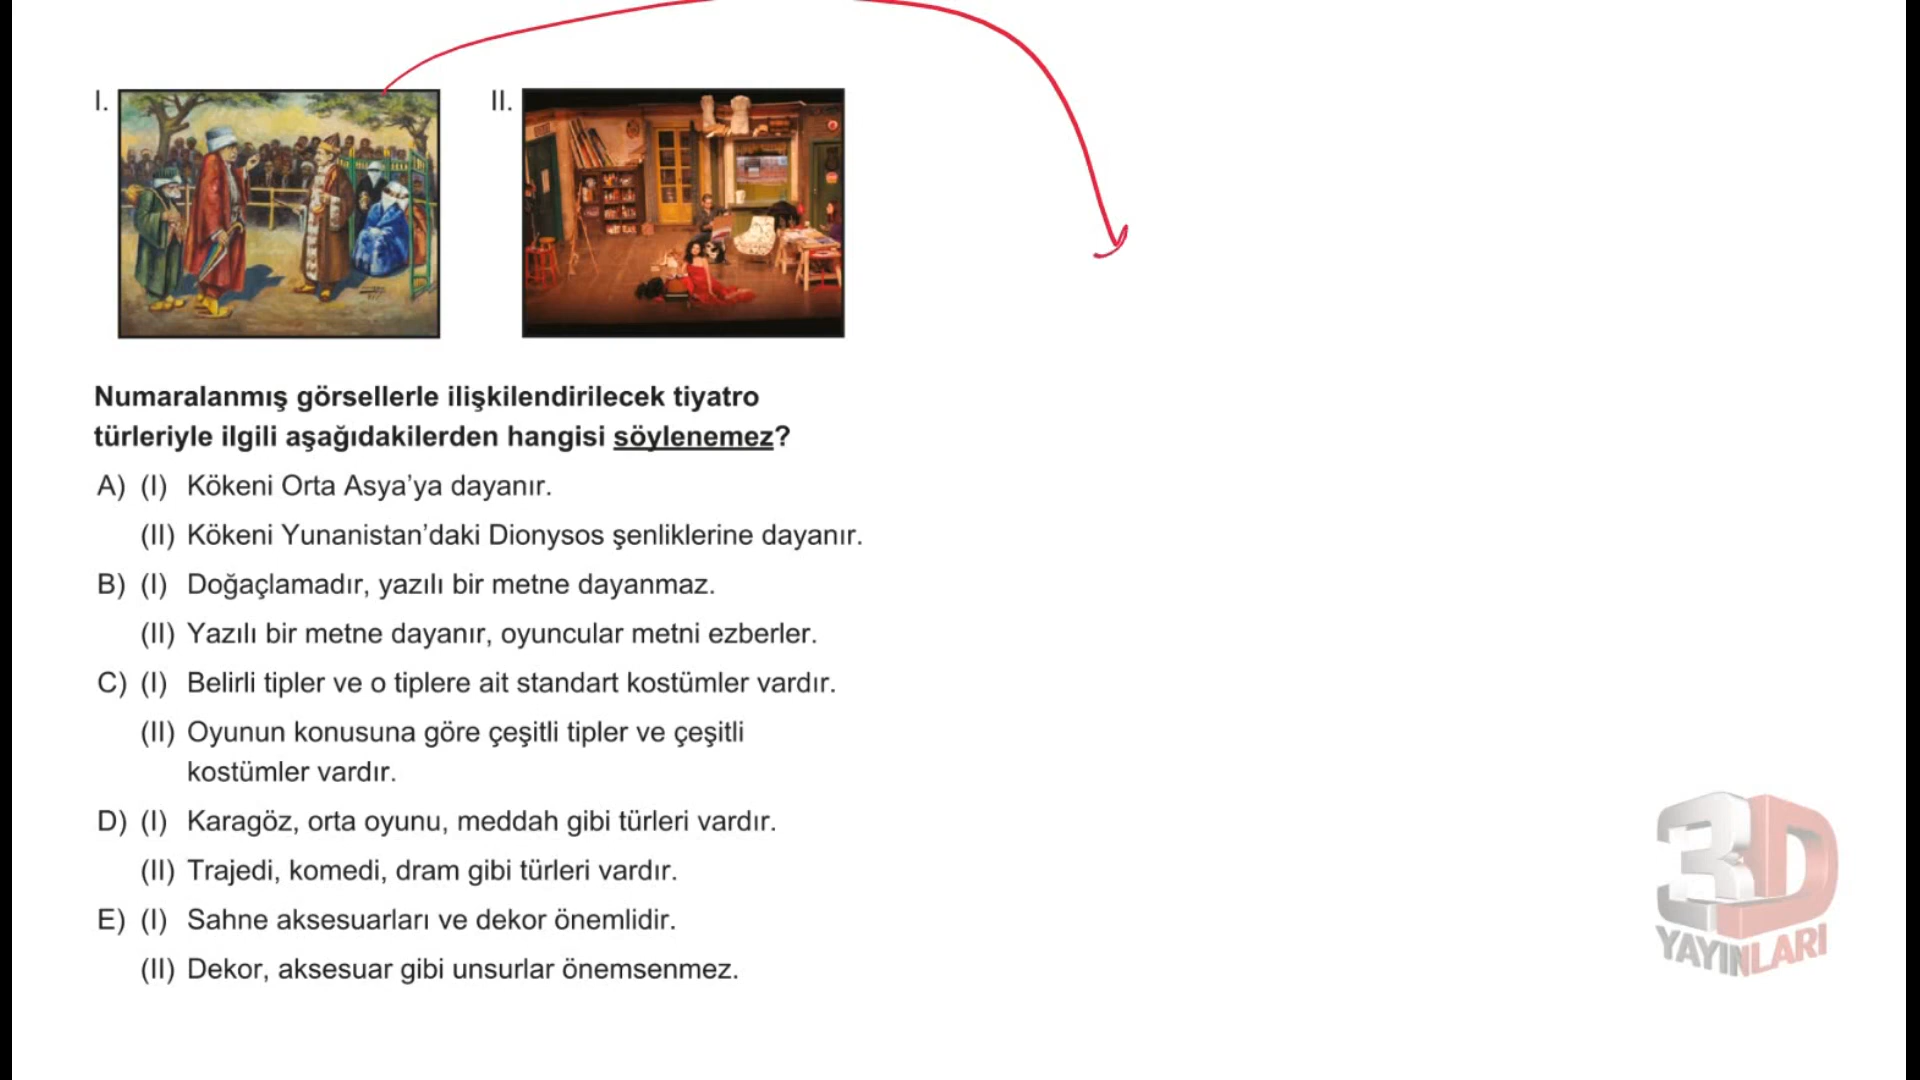 I.
II.
Numaralanmış görsellerle ilişkilendirilecek tiyatro
türleriyle ilgili aşağıdakilerden hangisi söylenemez?
A) (I) Kökeni Orta Asya’ya dayanır.
(II) Kökeni Yunanistan’daki Dionysos şenliklerine dayanır.
B) (I) Doğaçlamadır, yazılı bir metne dayanmaz.
(II) Yazılı bir metne dayanır, oyuncular metni ezberler.
C) (I) Belirli tipler ve o tiplere ait standart kostümler vardır.
(II) Oyunun konusuna göre çeşitli tipler ve çeşitli
kostümler vardır.
D) (I) Karagöz, orta oyunu, meddah gibi türleri vardır.
(II) Trajedi, komedi, dram gibi türleri vardır.
E) (I) Sahne aksesuarları ve dekor önemlidir.
(II) Dekor, aksesuar gibi unsurlar önemsenmez.
3D
YAYINLARI